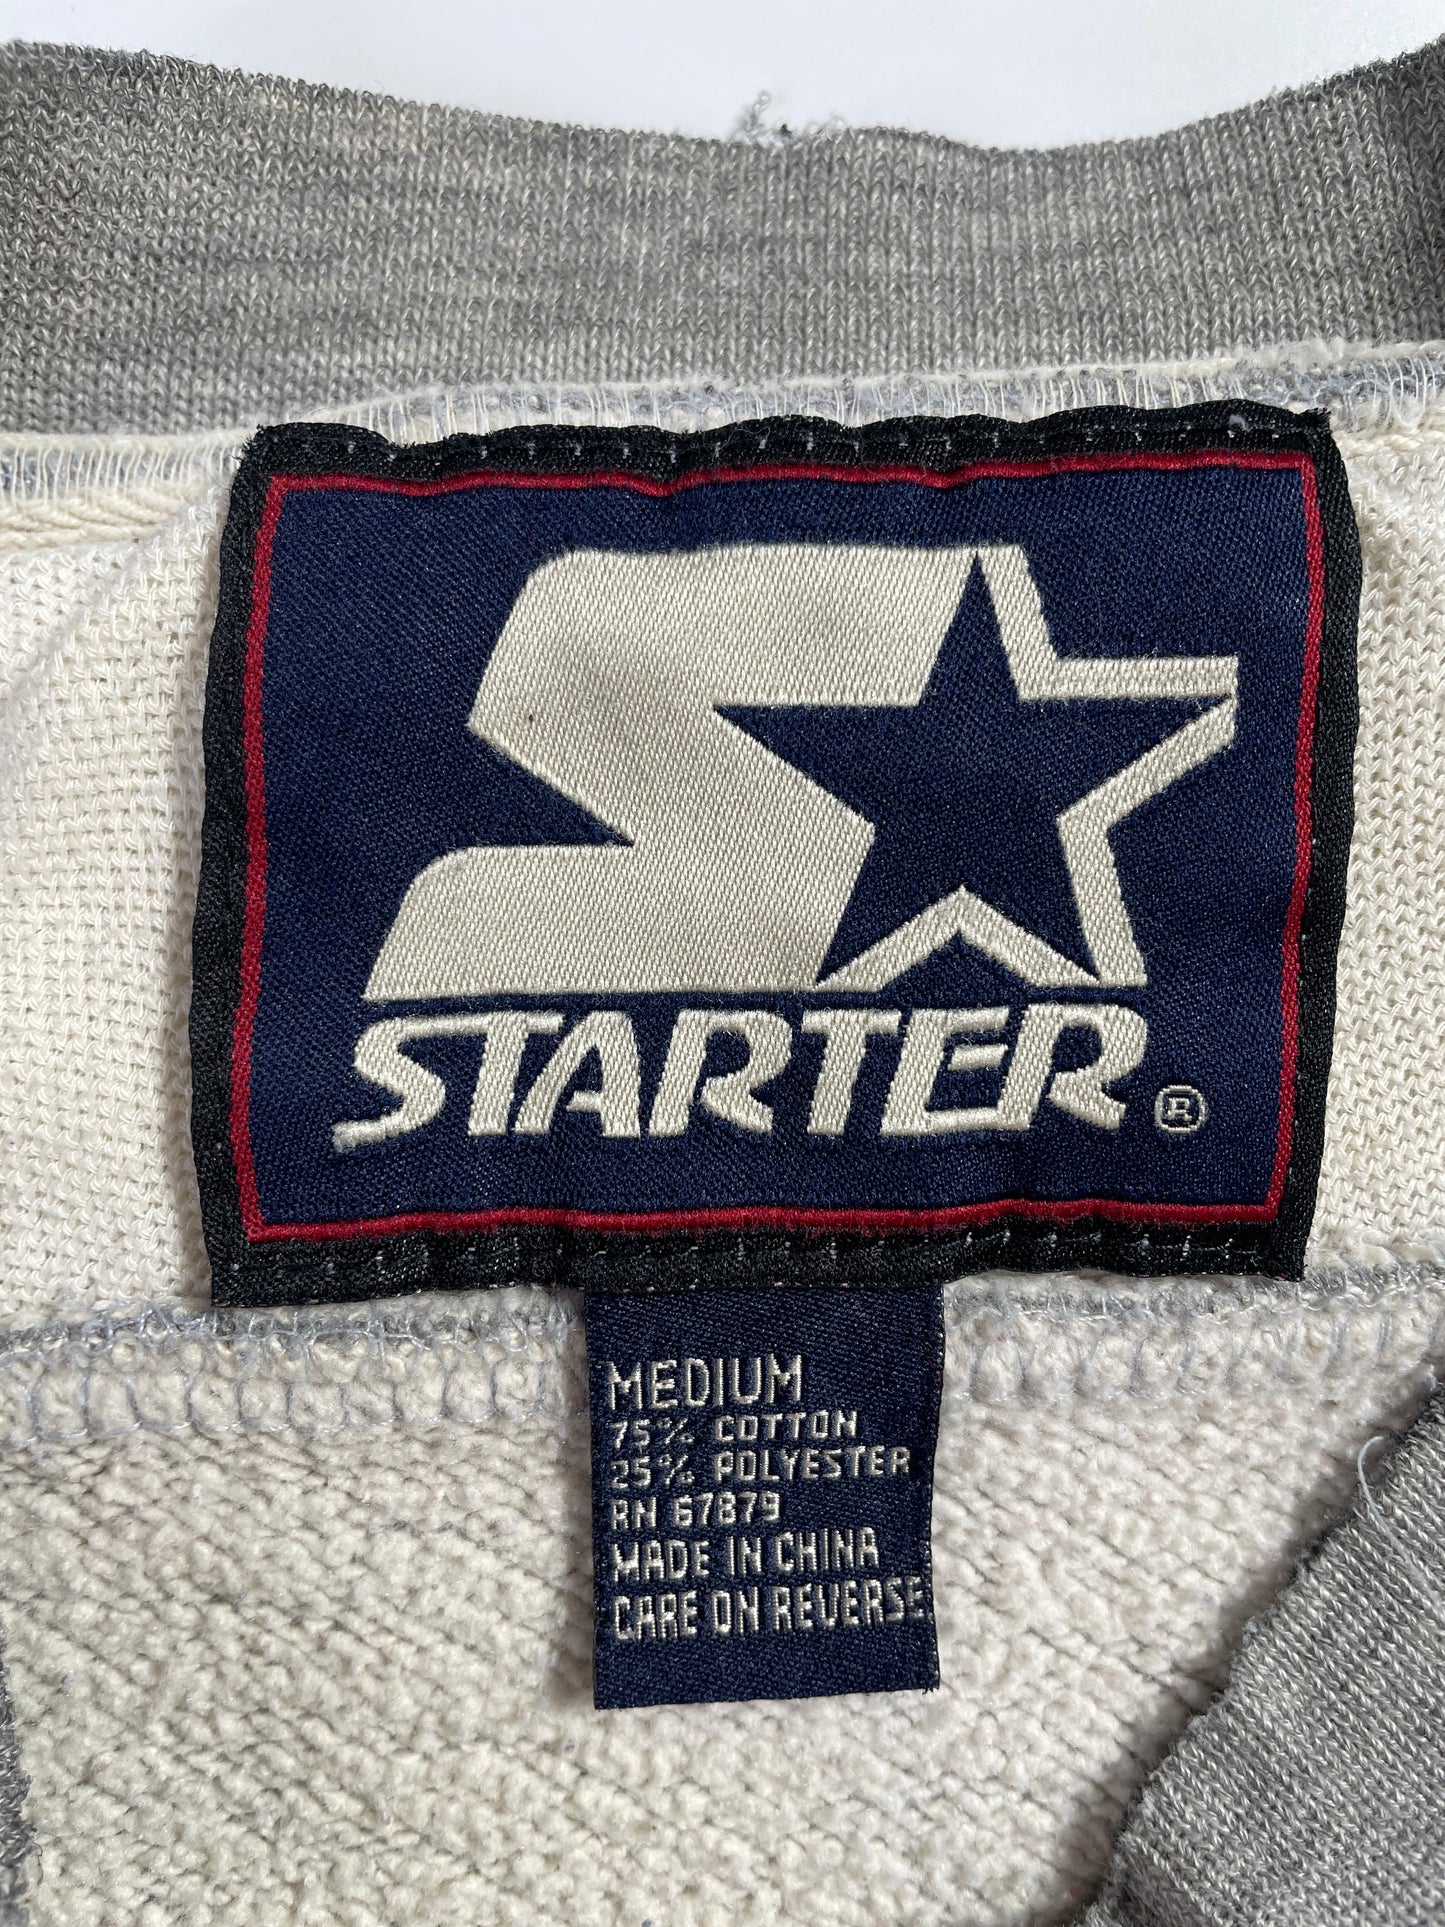 STARTER®
MEDIUM
75% COTTON
25% POLYESTER
RN 67879
MADE IN CHINA
CARE ON REVERSE